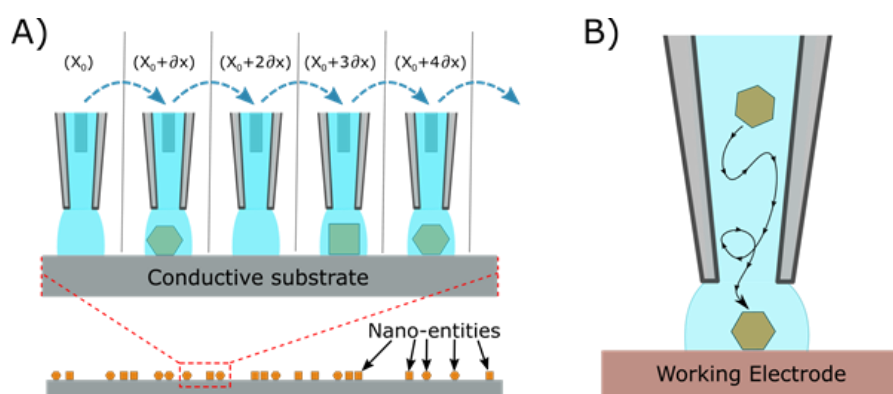 A)
B)
(X₀)
(X₀+∂x)
(X₀+2∂x)
(X₀+3∂x)
(X₀+4∂x)
Conductive substrate
Nano-entities
Working Electrode